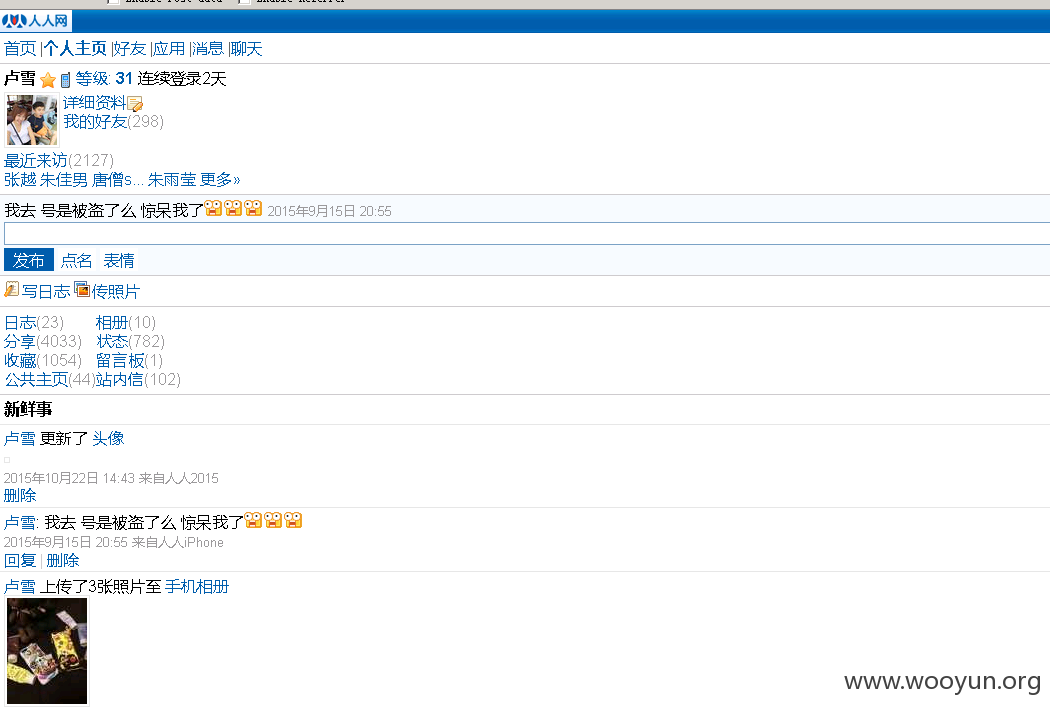 Enable Post data Enable Referrer
人人网
首页 |个人主页 |好友 |应用 |消息 |聊天
卢雪 等级: 31 连续登录2天
详细资料
我的好友(298)
最近来访(2127)
张越 朱佳男 唐僧s... 朱雨莹 更多»
我去 号是被盗了么 惊呆我了 2015年9月15日 20:55
发布 点名 表情
写日志 传照片
日志(23) 相册(10)
分享(4033) 状态(782)
收藏(1054) 留言板(1)
公共主页(44)站内信(102)
新鲜事
卢雪 更新了 头像
2015年10月22日 14:43 来自人人2015
删除
卢雪: 我去 号是被盗了么 惊呆我了
2015年9月15日 20:55 来自人人iPhone
回复 | 删除
卢雪 上传了3张照片至 手机相册
www.wooyun.org